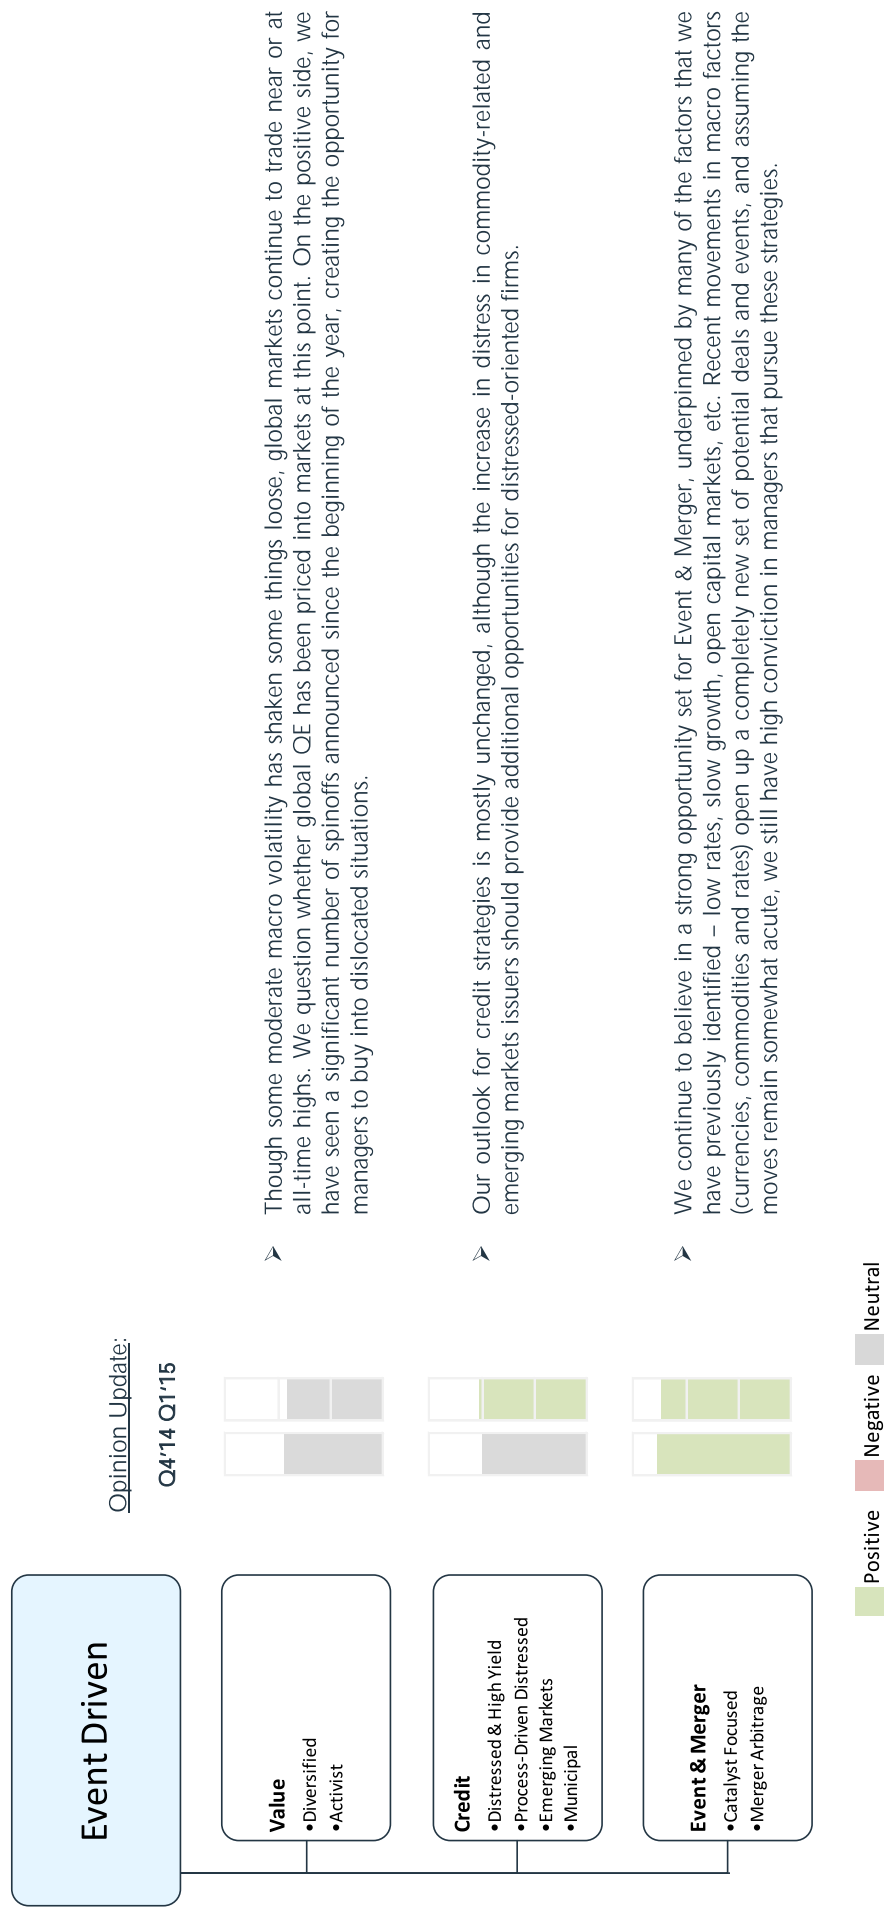 Event Driven
Opinion Update:
Q4'14 Q1'15
Value
•Diversified
•Activist
➢ Though some moderate macro volatility has shaken some things loose, global markets continue to trade near or at
all-time highs. We question whether global QE has been priced into markets at this point. On the positive side, we
have seen a significant number of spinoffs announced since the beginning of the year, creating the opportunity for
managers to buy into dislocated situations.
Credit
•Distressed & High Yield
•Process-Driven Distressed
•Emerging Markets
•Municipal
➢ Our outlook for credit strategies is mostly unchanged, although the increase in distress in commodity-related and
emerging markets issuers should provide additional opportunities for distressed-oriented firms.
Event & Merger
•Catalyst Focused
•Merger Arbitrage
➢ We continue to believe in a strong opportunity set for Event & Merger, underpinned by many of the factors that we
have previously identified – low rates, slow growth, open capital markets, etc. Recent movements in macro factors
(currencies, commodities and rates) open up a completely new set of potential deals and events, and assuming the
moves remain somewhat acute, we still have high conviction in managers that pursue these strategies.
Positive Negative Neutral